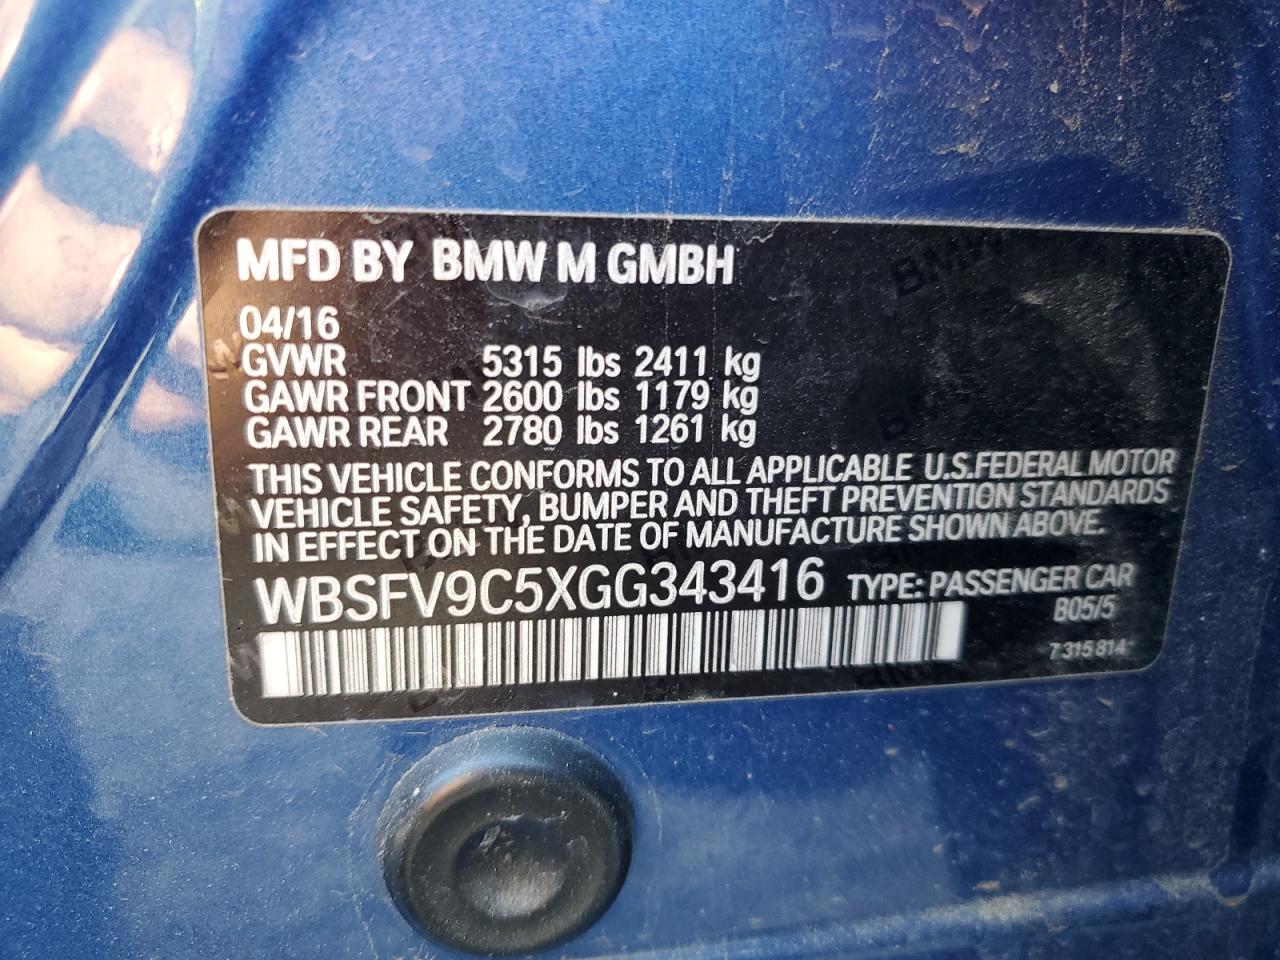 MFD BY BMW M GMBH
04/16
GVWR 5315 lbs 2411 kg
GAWR FRONT 2600 lbs 1179 kg
GAWR REAR 2780 lbs 1261 kg
THIS VEHICLE CONFORMS TO ALL APPLICABLE U.S.FEDERAL MOTOR
VEHICLE SAFETY, BUMPER AND THEFT PREVENTION STANDARDS
IN EFFECT ON THE DATE OF MANUFACTURE SHOWN ABOVE.
WBSFV9C5XGG343416 TYPE: PASSENGER CAR
B05/5
7 315 814